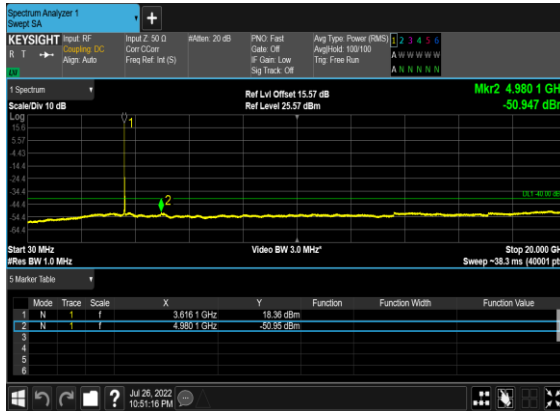 Spectrum Analyzer 1
Swept SA
KEYSIGHT
R T
Input: RF
Coupling: DC
Align: Auto
Input Z: 50 Ω
Corr CCorr
Freq Ref: Int (S)
#Atten: 20 dB
PNO: Fast
Gate: Off
IF Gain: Low
Sig Track: Off
Avg Type: Power (RMS)
Avg|Hold: 100/100
Trig: Free Run
1 2 3 4 5 6
A W W W W W
A N N N N N
1 Spectrum
Scale/Div 10 dB
Ref Lvl Offset 15.57 dB
Ref Level 25.57 dBm
Mkr2 4.980 1 GH
-50.947 dB
Log
15.6
5.57
-4.43
-14.4
-24.4
-34.4
-44.4
-54.4
-64.4
1
2
Start 30 MHz
#Res BW 1.0 MHz
Video BW 3.0 MHz*
Stop 20.000 GH
Sweep ~38.3 ms (40001 pt
5 Marker Table
Mode Trace Scale X Y Function Function Width Function Value
1 N 1 f 3.616 1 GHz 18.36 dBm
2 N 1 f 4.980 1 GHz -50.95 dBm
3
4
5
6
?
Jul 26, 2022
10:51:16 PM